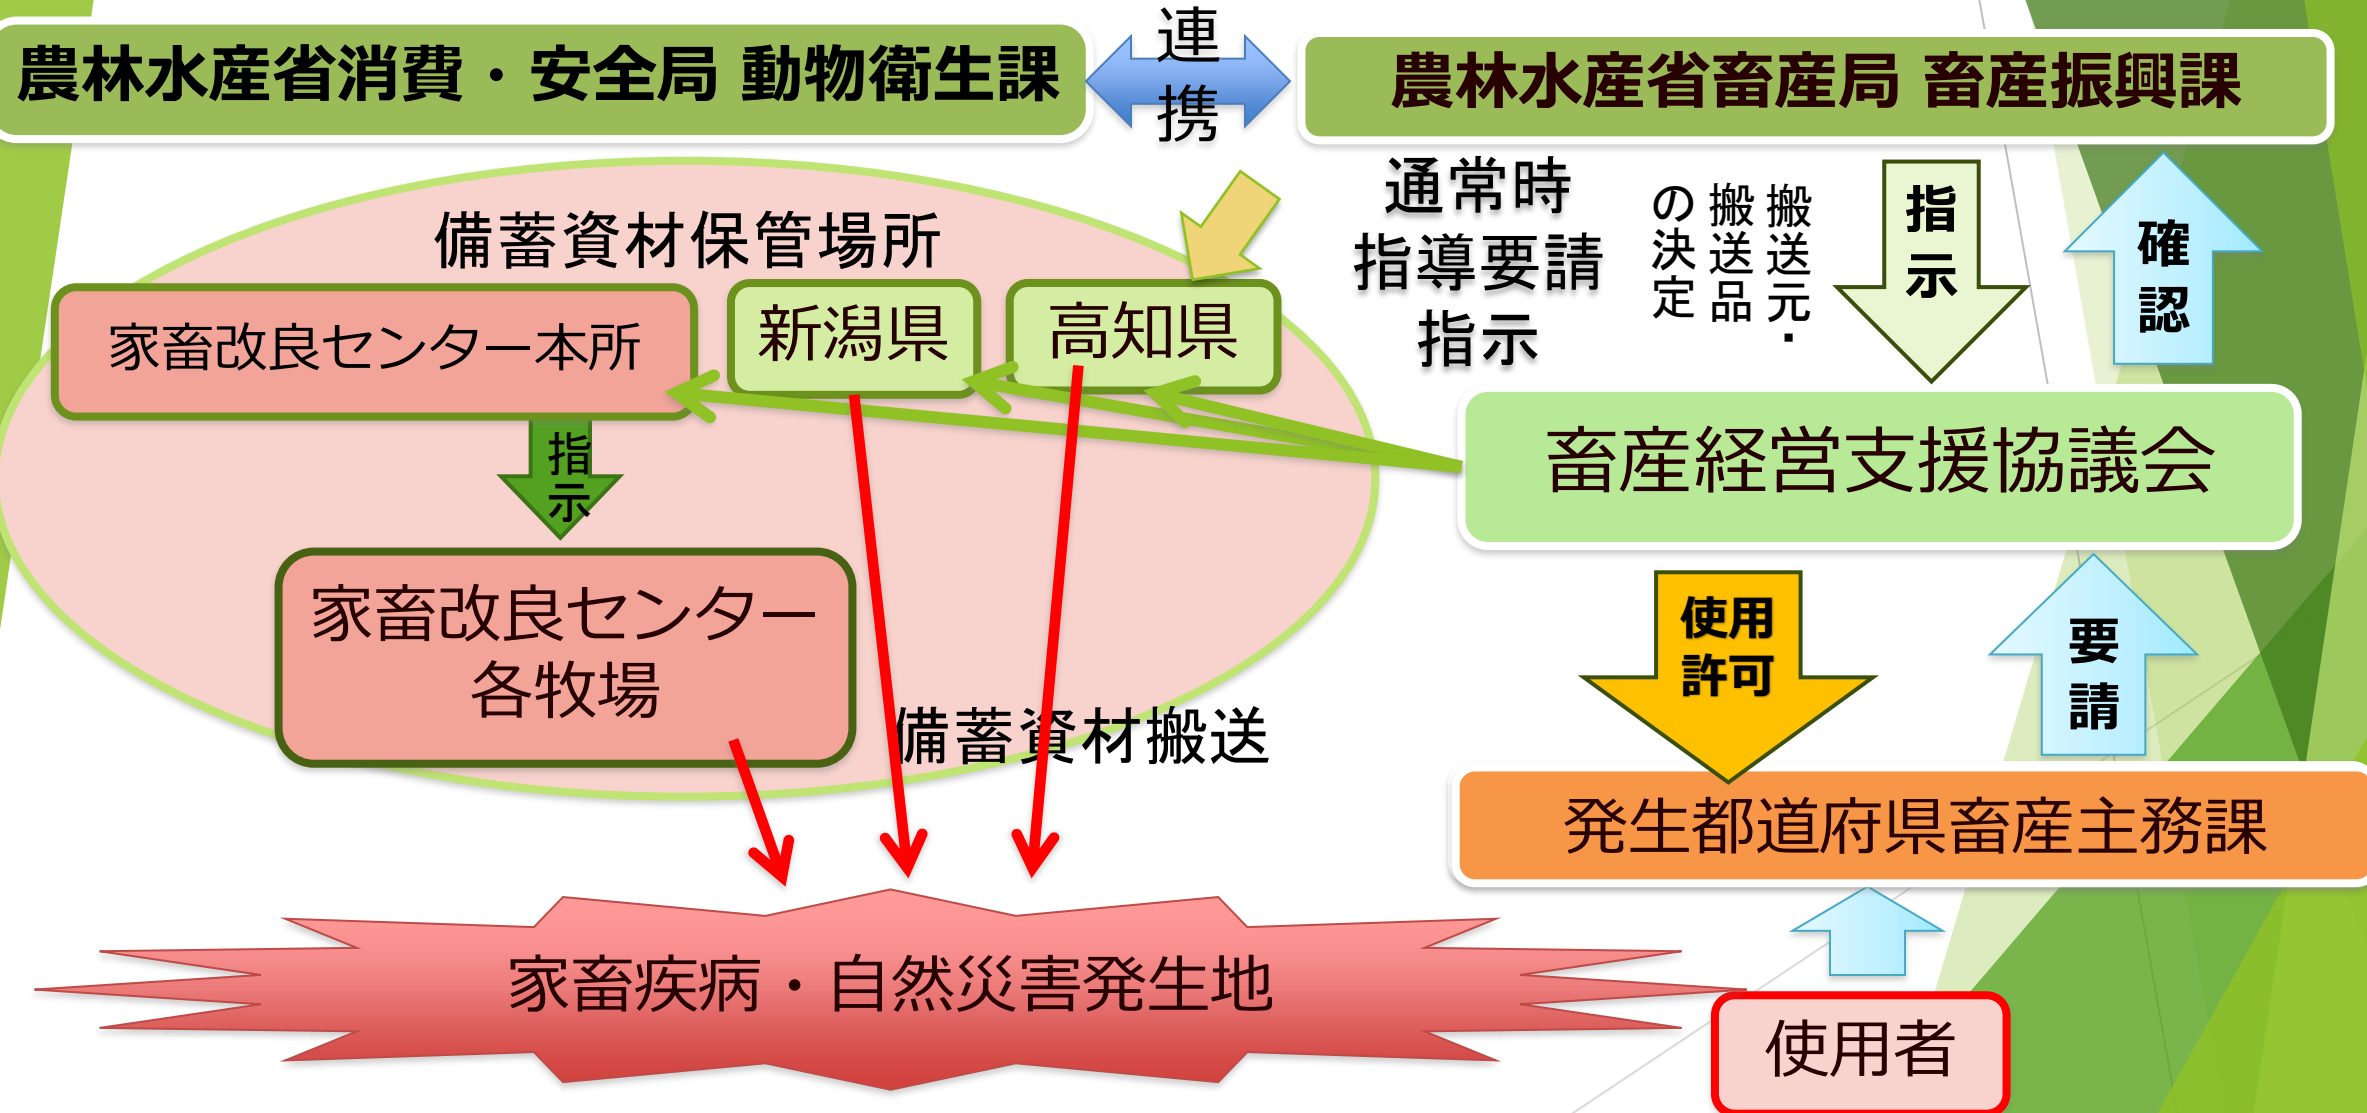 農林水産省消費・安全局 動物衛生課
連
携
農林水産省畜産局 畜産振興課
備蓄資材保管場所
通常時
指導要請
指示
搬送元・
搬送品
の決定
指
示
確
認
家畜改良センター本所
新潟県
高知県
指
示
畜産経営支援協議会
家畜改良センター
各牧場
使用
許可
要
請
備蓄資材搬送
発生都道府県畜産主務課
家畜疾病・自然災害発生地
使用者